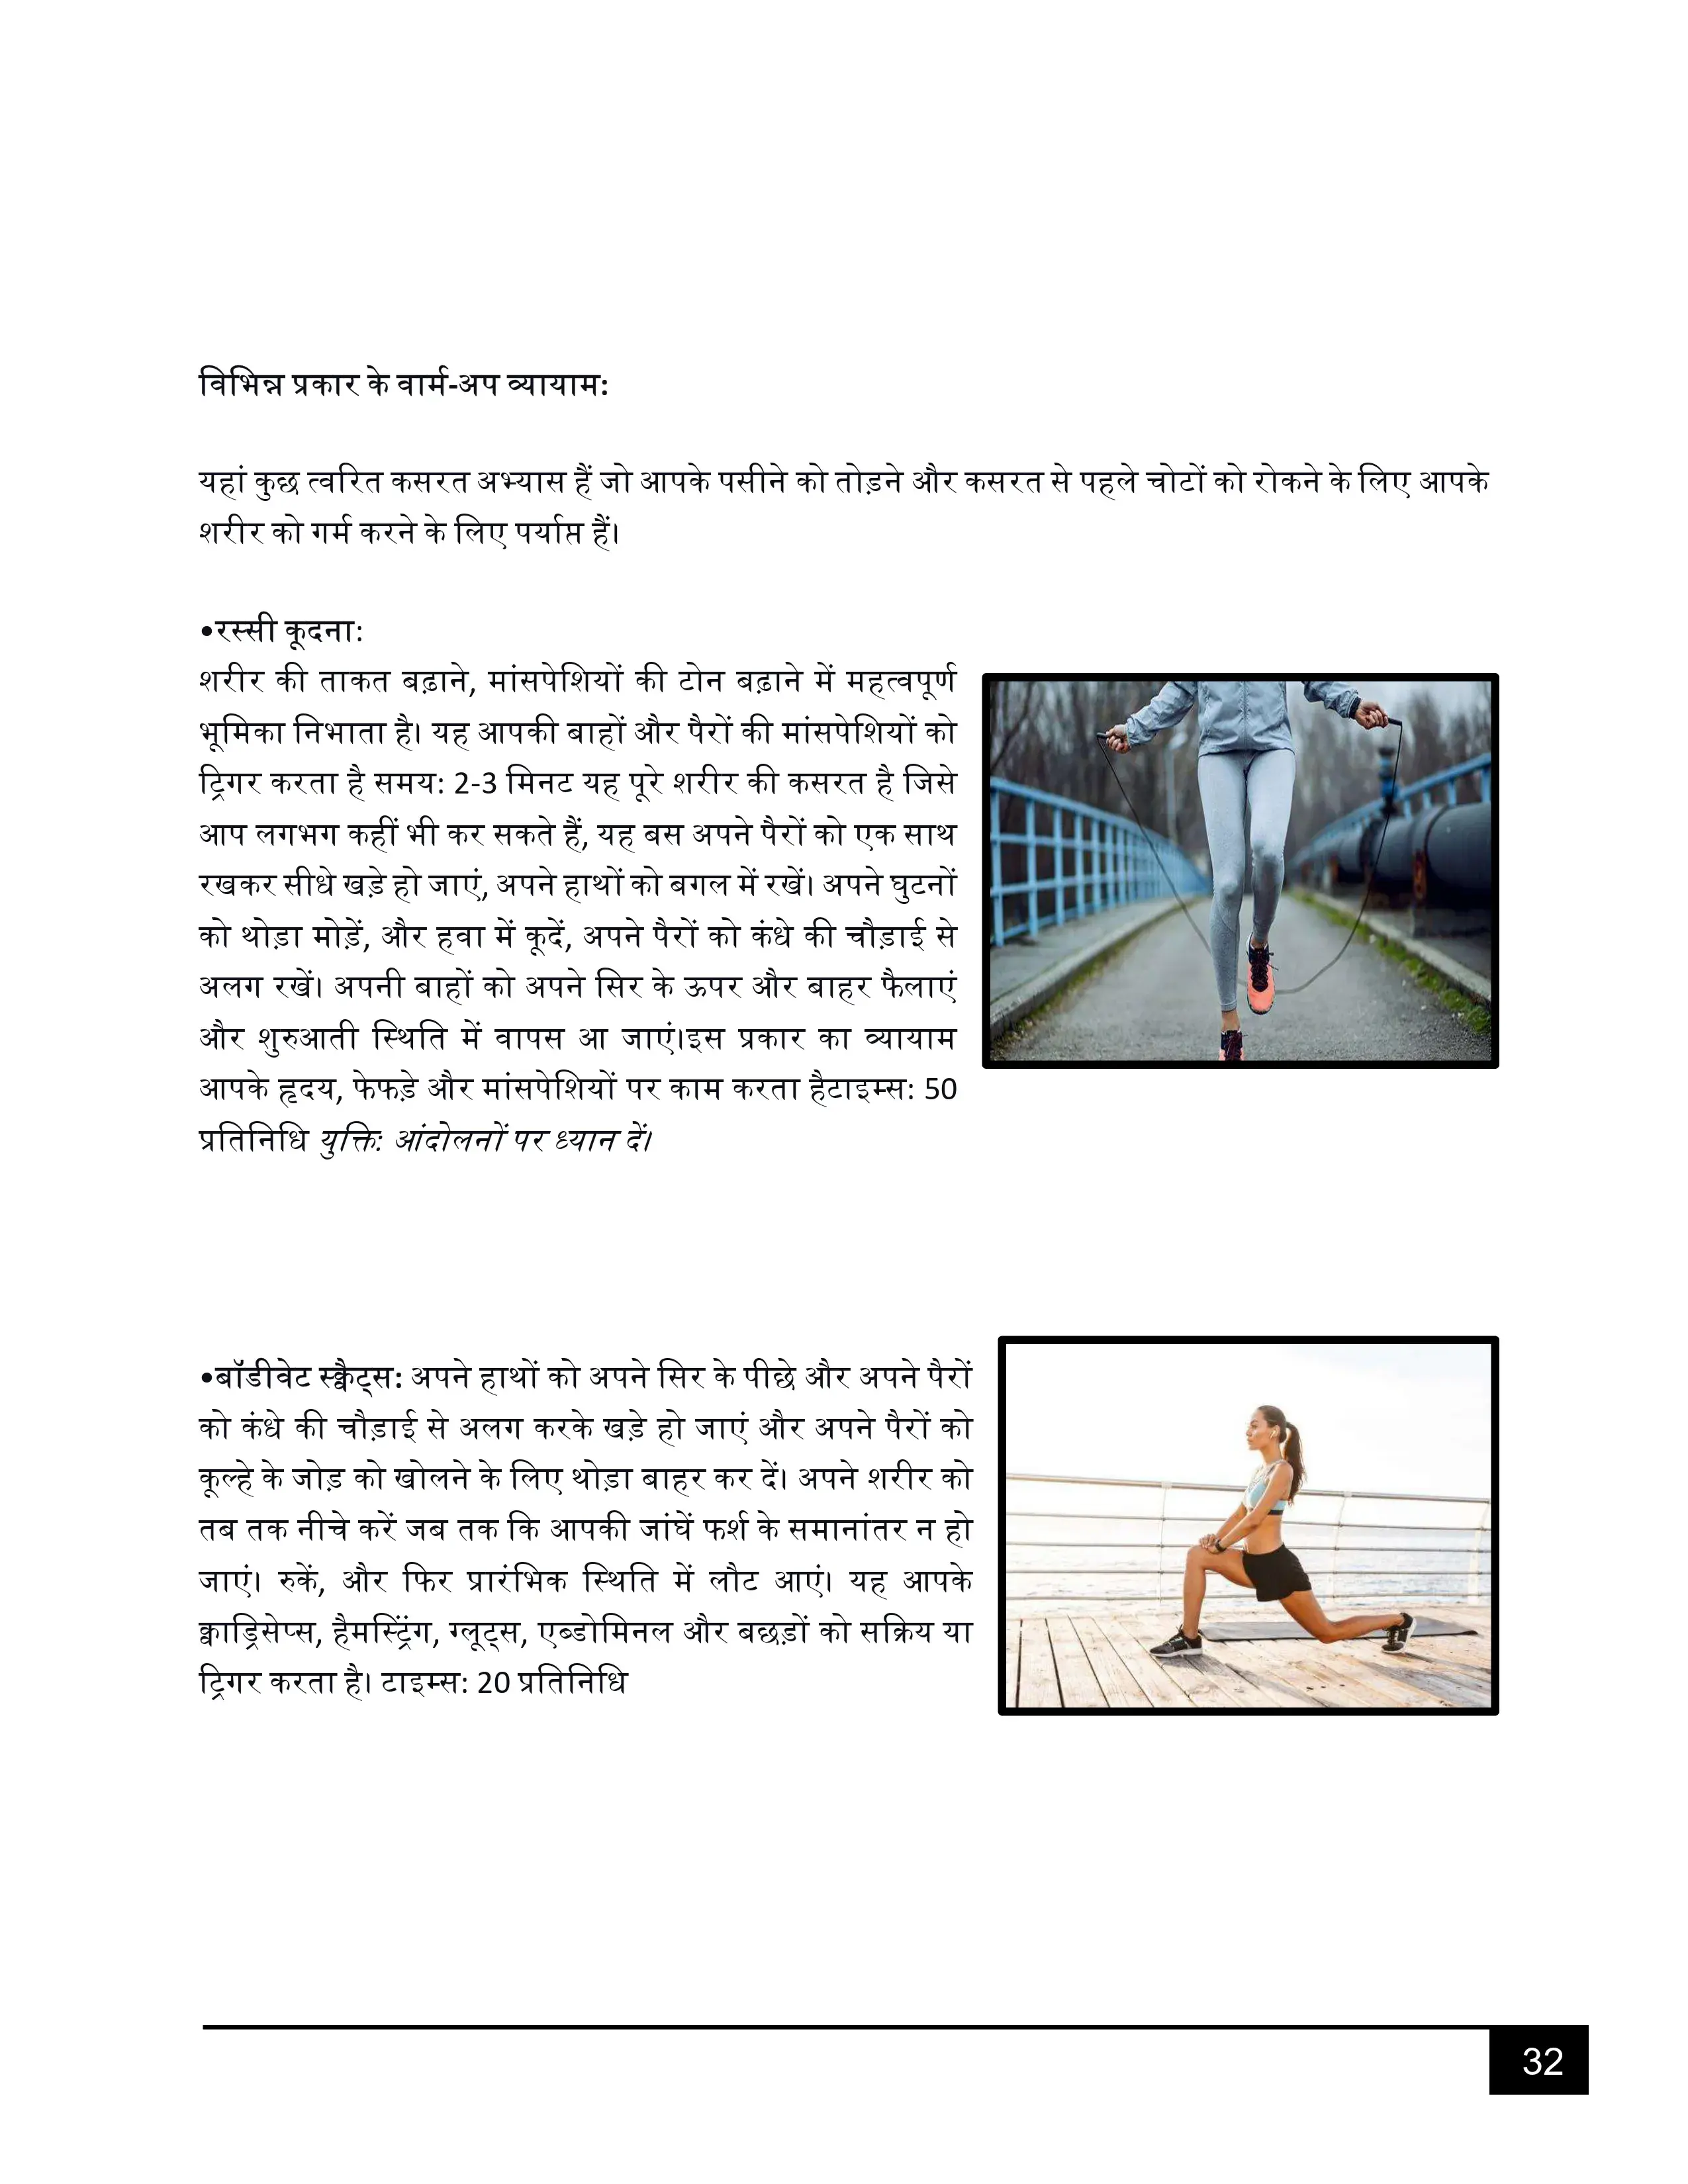 विभिन्न प्रकार के वार्म-अप व्यायाम:
यहां कुछ त्वरित कसरत अभ्यास हैं जो आपके पसीने को तोड़ने और कसरत से पहले चोटों को रोकने के लिए आपके
शरीर को गर्म करने के लिए पर्याप्त हैं।
•रस्सी कूदना:
शरीर की ताकत बढ़ाने, मांसपेशियों की टोन बढ़ाने में महत्वपूर्ण
भूमिका निभाता है। यह आपकी बाहों और पैरों की मांसपेशियों को
ट्रिगर करता है समय: 2-3 मिनट यह पूरे शरीर की कसरत है जिसे
आप लगभग कहीं भी कर सकते हैं, यह बस अपने पैरों को एक साथ
रखकर सीधे खड़े हो जाएं, अपने हाथों को बगल में रखें। अपने घुटनों
को थोड़ा मोड़ें, और हवा में कूदें, अपने पैरों को कंधे की चौड़ाई से
अलग रखें। अपनी बाहों को अपने सिर के ऊपर और बाहर फैलाएं
और शुरुआती स्थिति में वापस आ जाएं।इस प्रकार का व्यायाम
आपके हृदय, फेफड़े और मांसपेशियों पर काम करता हैटाइम्स: 50
प्रतिनिधि युक्ति: आंदोलनों पर ध्यान दें।
•बॉडीवेट स्क्वैट्स: अपने हाथों को अपने सिर के पीछे और अपने पैरों
को कंधे की चौड़ाई से अलग करके खड़े हो जाएं और अपने पैरों को
कूल्हे के जोड़ को खोलने के लिए थोड़ा बाहर कर दें। अपने शरीर को
तब तक नीचे करें जब तक कि आपकी जांघें फर्श के समानांतर न हो
जाएं। रुकें, और फिर प्रारंभिक स्थिति में लौट आएं। यह आपके
क्वाड्रिसेप्स, हैमस्ट्रिंग, ग्लूट्स, एब्डोमिनल और बछड़ों को सक्रिय या
ट्रिगर करता है। टाइम्स: 20 प्रतिनिधि
32